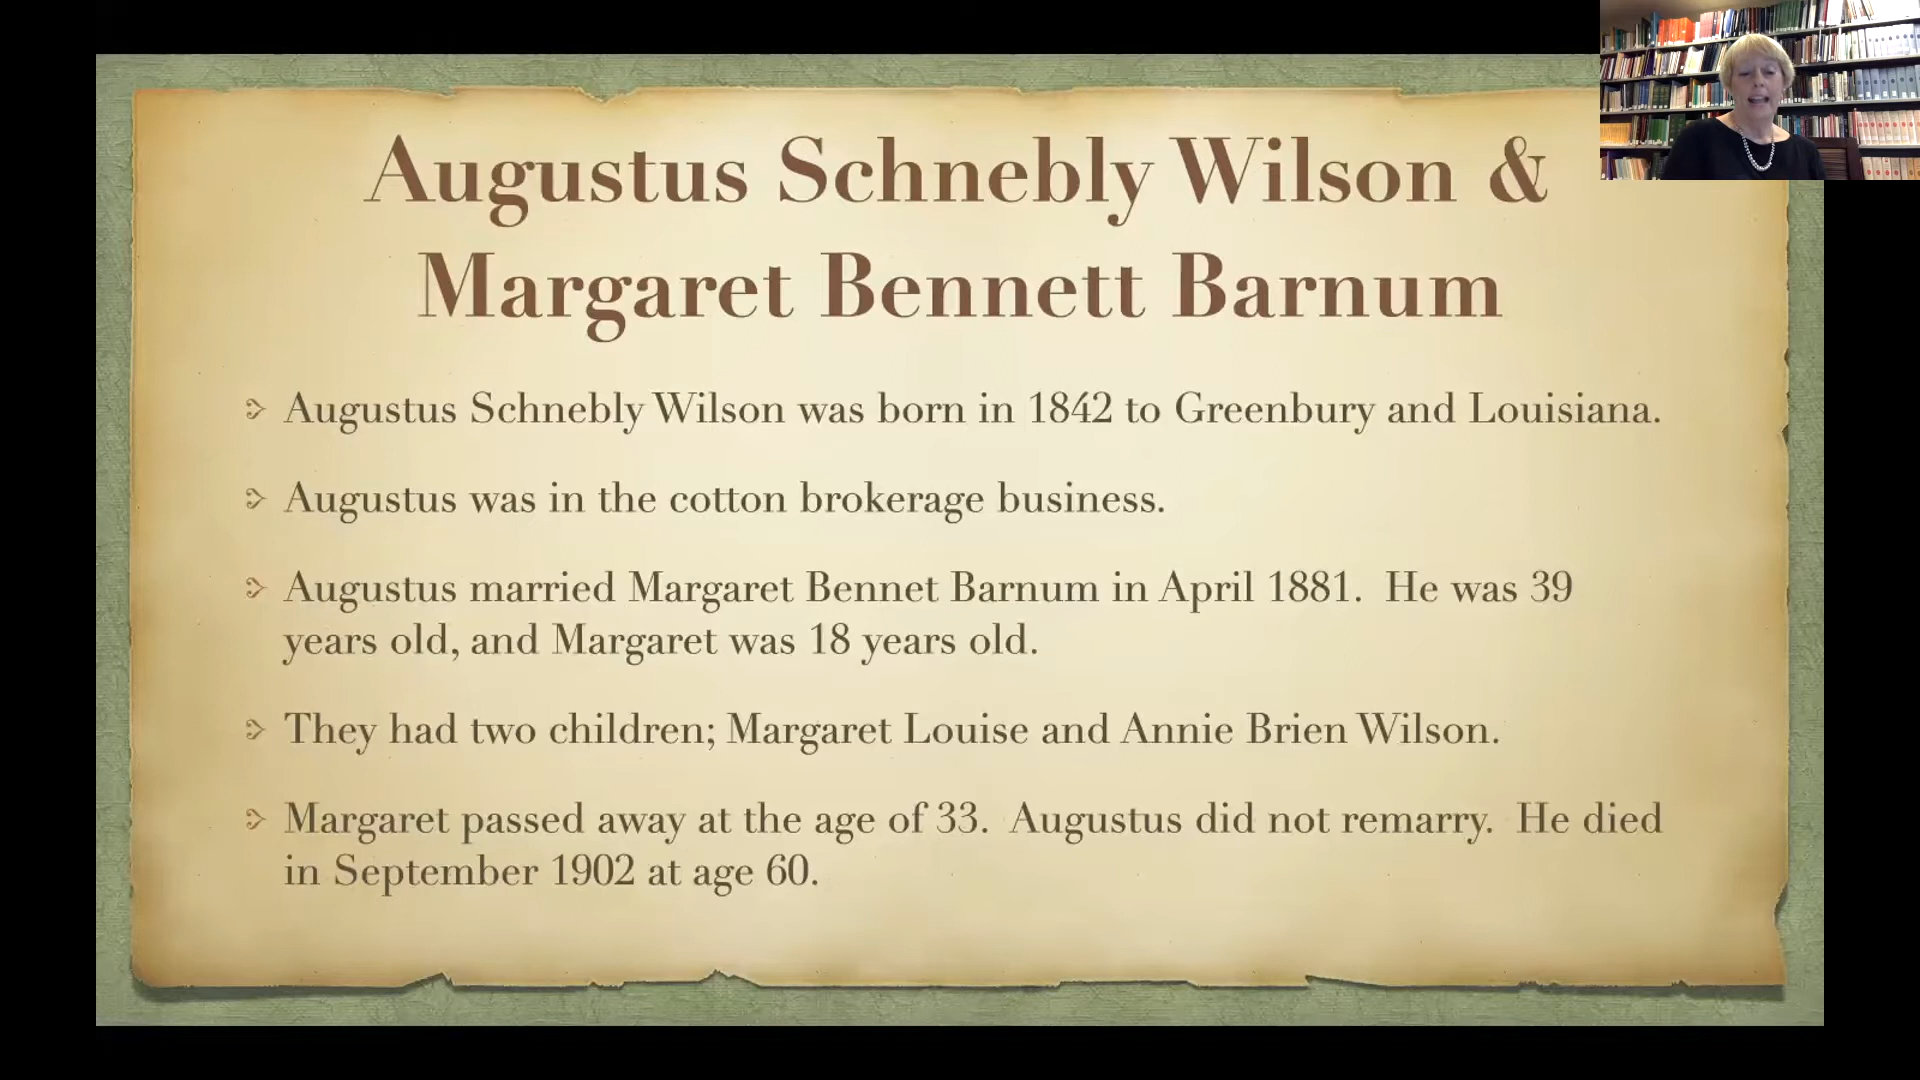 Augustus Schnebly Wilson &
Margaret Bennett Barnum
Augustus Schnebly Wilson was born in 1842 to Greenbury and Louisiana.
Augustus was in the cotton brokerage business.
Augustus married Margaret Bennet Barnum in April 1881.  He was 39
years old, and Margaret was 18 years old.
They had two children; Margaret Louise and Annie Brien Wilson.
Margaret passed away at the age of 33.  Augustus did not remarry.  He died
in September 1902 at age 60.